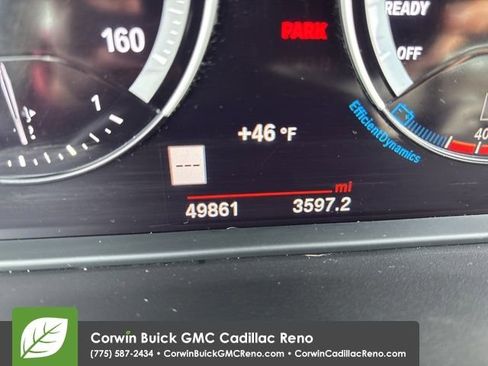 READY
160
PARK
OFF
1
+46 °F
EfficientDynamics
40
---
mi
49861 3597.2
Corwin Buick GMC Cadillac Reno
(775) 587-2434 • CorwinBuickGMCReno.com • CorwinCadillacReno.com